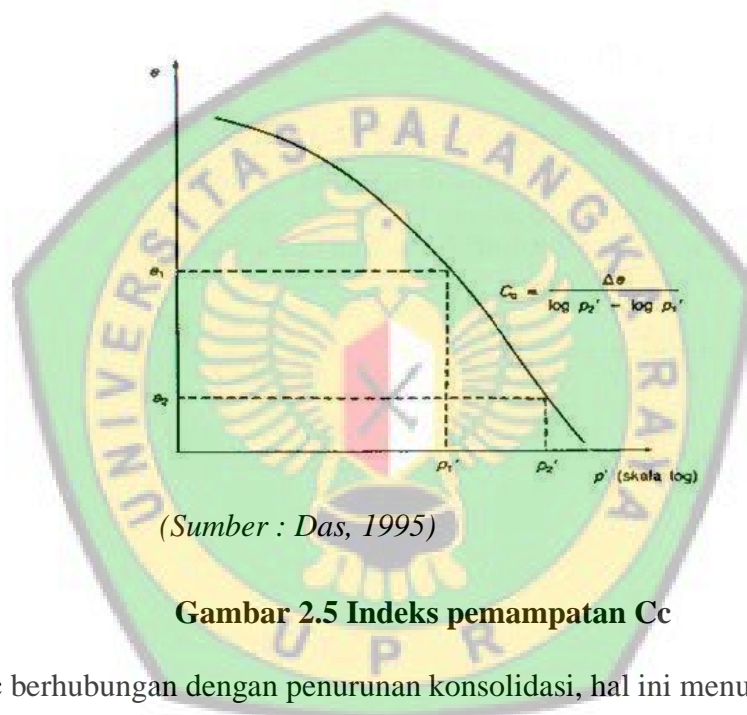 UNIVERSITAS PALANGKA RAYA
e
e₁
C꜀ = Δe / log p₂' − log p₁'
e₂
p₁' p₂' p' (skala log)
(Sumber : Das, 1995)
Gambar 2.5 Indeks pemampatan Cc
U P R
berhubungan dengan penurunan konsolidasi, hal ini menu